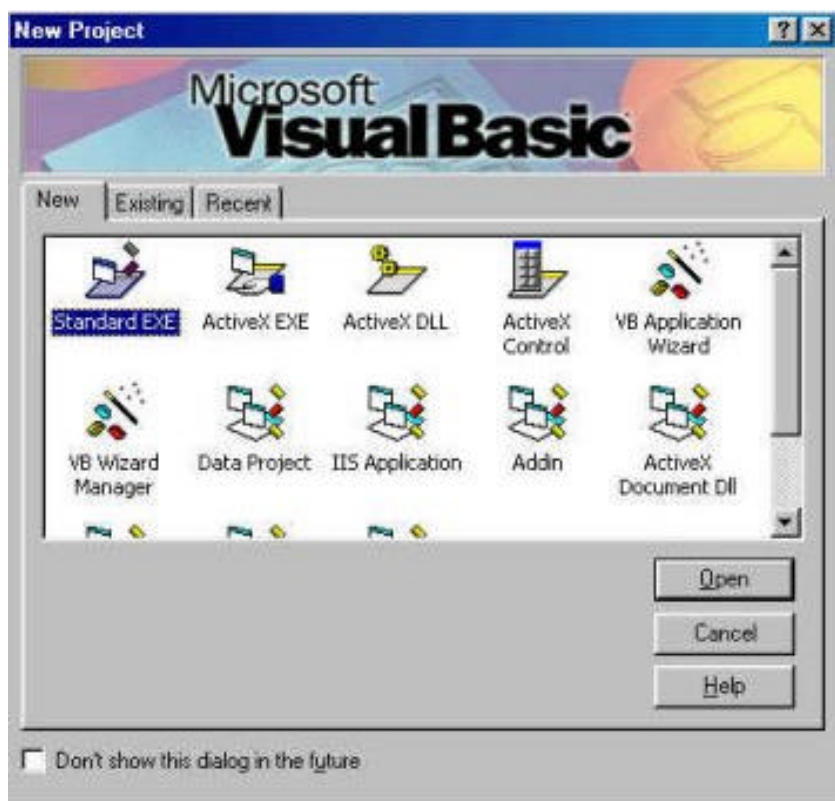 New Project
Microsoft
Visual Basic
New Existing Recent
Standard EXE ActiveX EXE ActiveX DLL ActiveX Control VB Application Wizard
VB Wizard Manager Data Project IIS Application Addin ActiveX Document Dll
Open
Cancel
Help
Don't show this dialog in the future